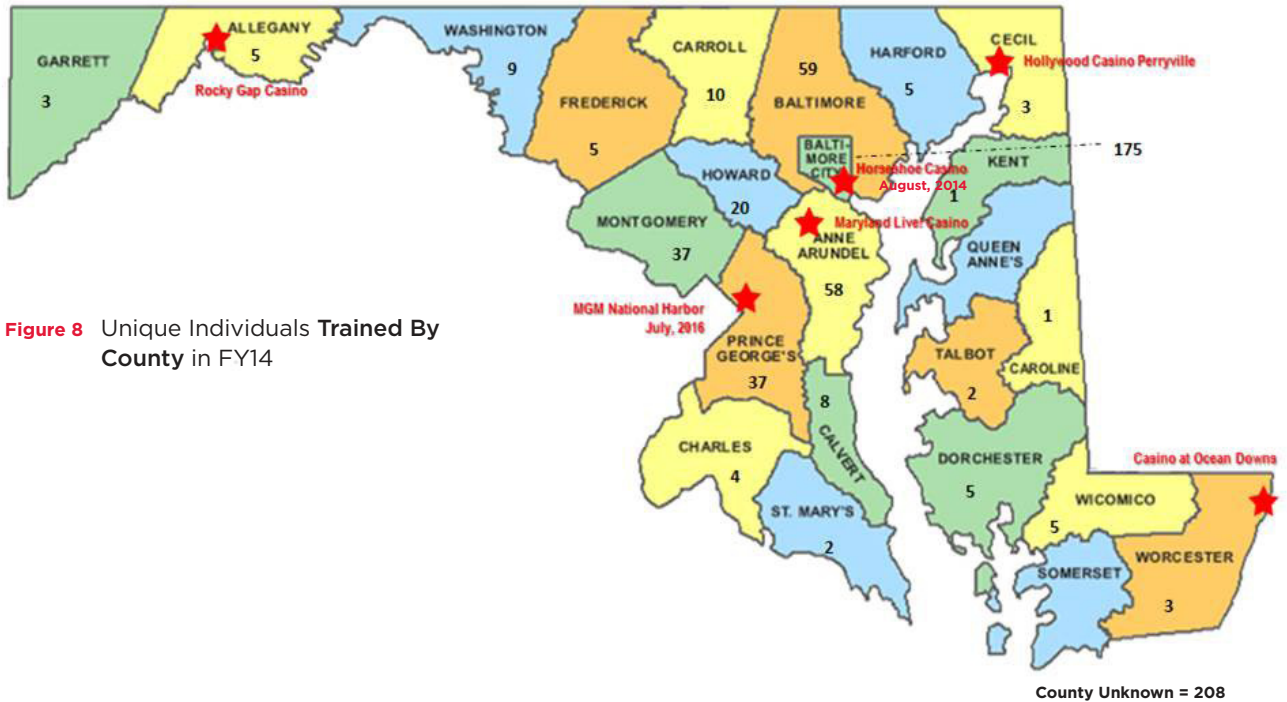 GARRETT
3
ALLEGANY
5
Rocky Gap Casino
WASHINGTON
9
FREDERICK
5
CARROLL
10
59
BALTIMORE
BALTI-
MORE
CITY
175
HARFORD
5
CECIL
Hollywood Casino Perryville
3
KENT
1
Horseshoe Casino
August, 2014
HOWARD
20
MONTGOMERY
37
Maryland Live! Casino
ANNE
ARUNDEL
58
QUEEN
ANNE'S
MGM National Harbor
July, 2016
PRINCE
GEORGE'S
37
Figure 8 Unique Individuals Trained By
County in FY14
1
CAROLINE
TALBOT
2
8
CALVERT
CHARLES
4
ST. MARY'S
2
DORCHESTER
5
Casino at Ocean Downs
WICOMICO
5
SOMERSET
WORCESTER
3
County Unknown = 208